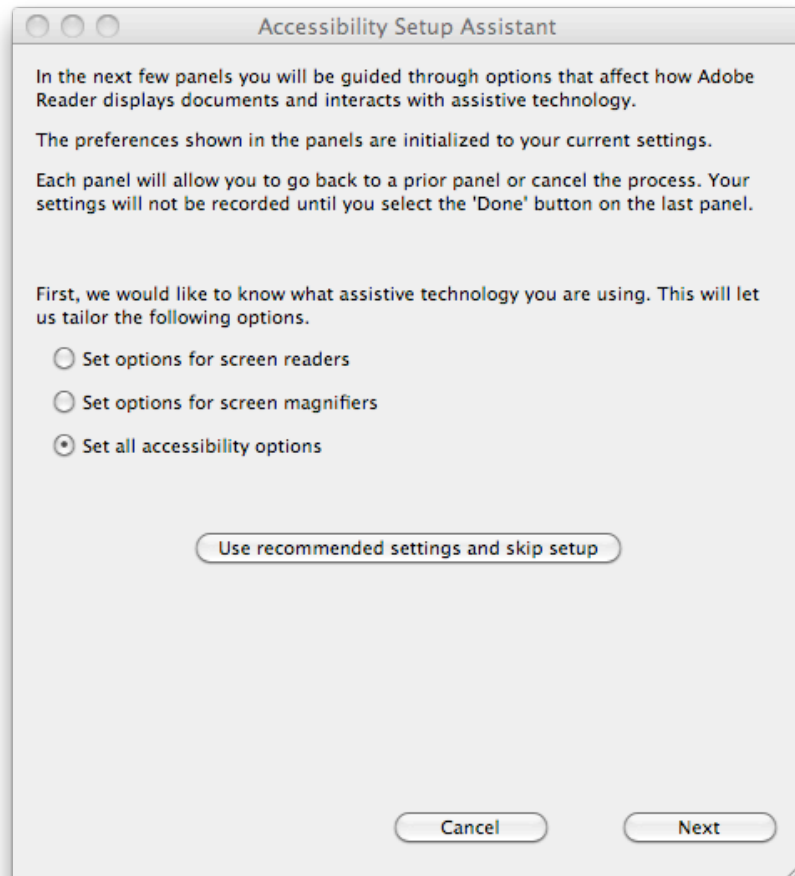 Accessibility Setup Assistant
In the next few panels you will be guided through options that affect how Adobe
Reader displays documents and interacts with assistive technology.
The preferences shown in the panels are initialized to your current settings.
Each panel will allow you to go back to a prior panel or cancel the process. Your
settings will not be recorded until you select the 'Done' button on the last panel.
First, we would like to know what assistive technology you are using. This will let
us tailor the following options.
Set options for screen readers
Set options for screen magnifiers
Set all accessibility options
Use recommended settings and skip setup
Cancel Next